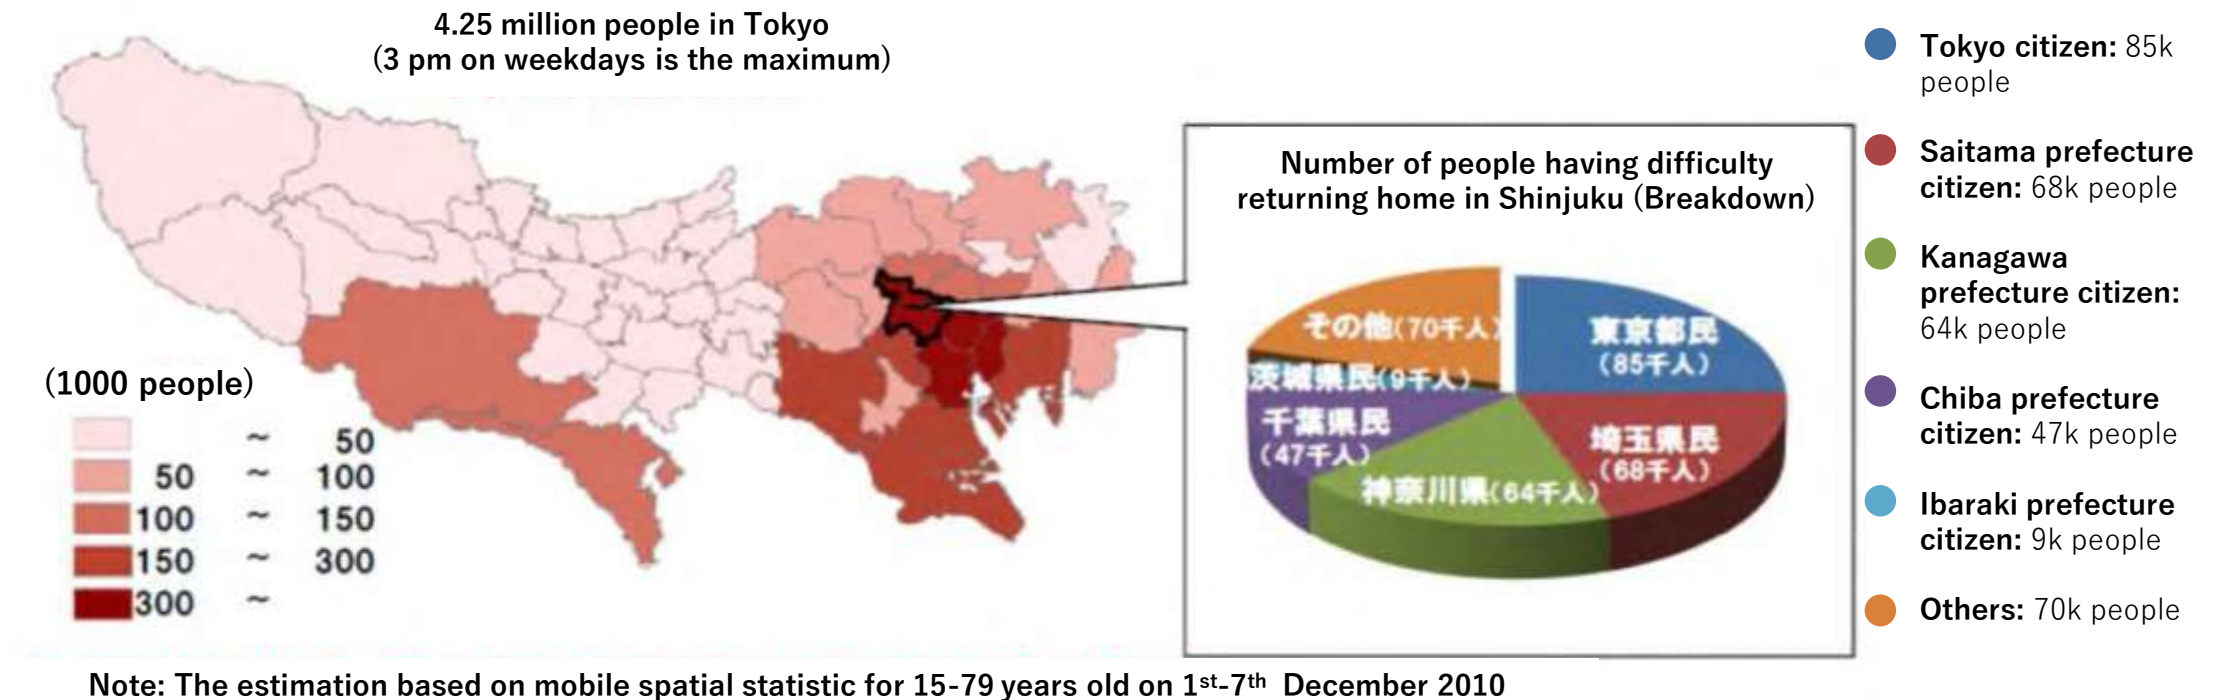 4.25 million people in Tokyo
(3 pm on weekdays is the maximum)
(1000 people)
~ 50
50 ~ 100
100 ~ 150
150 ~ 300
300 ~
Number of people having difficulty
returning home in Shinjuku (Breakdown)
その他(70千人)
東京都民
(85千人)
茨城県民(9千人)
千葉県民
(47千人)
埼玉県民
(68千人)
神奈川県(64千人)
Tokyo citizen: 85k
people
Saitama prefecture
citizen: 68k people
Kanagawa
prefecture citizen:
64k people
Chiba prefecture
citizen: 47k people
Ibaraki prefecture
citizen: 9k people
Others: 70k people
Note: The estimation based on mobile spatial statistic for 15-79 years old on 1st-7th December 2010